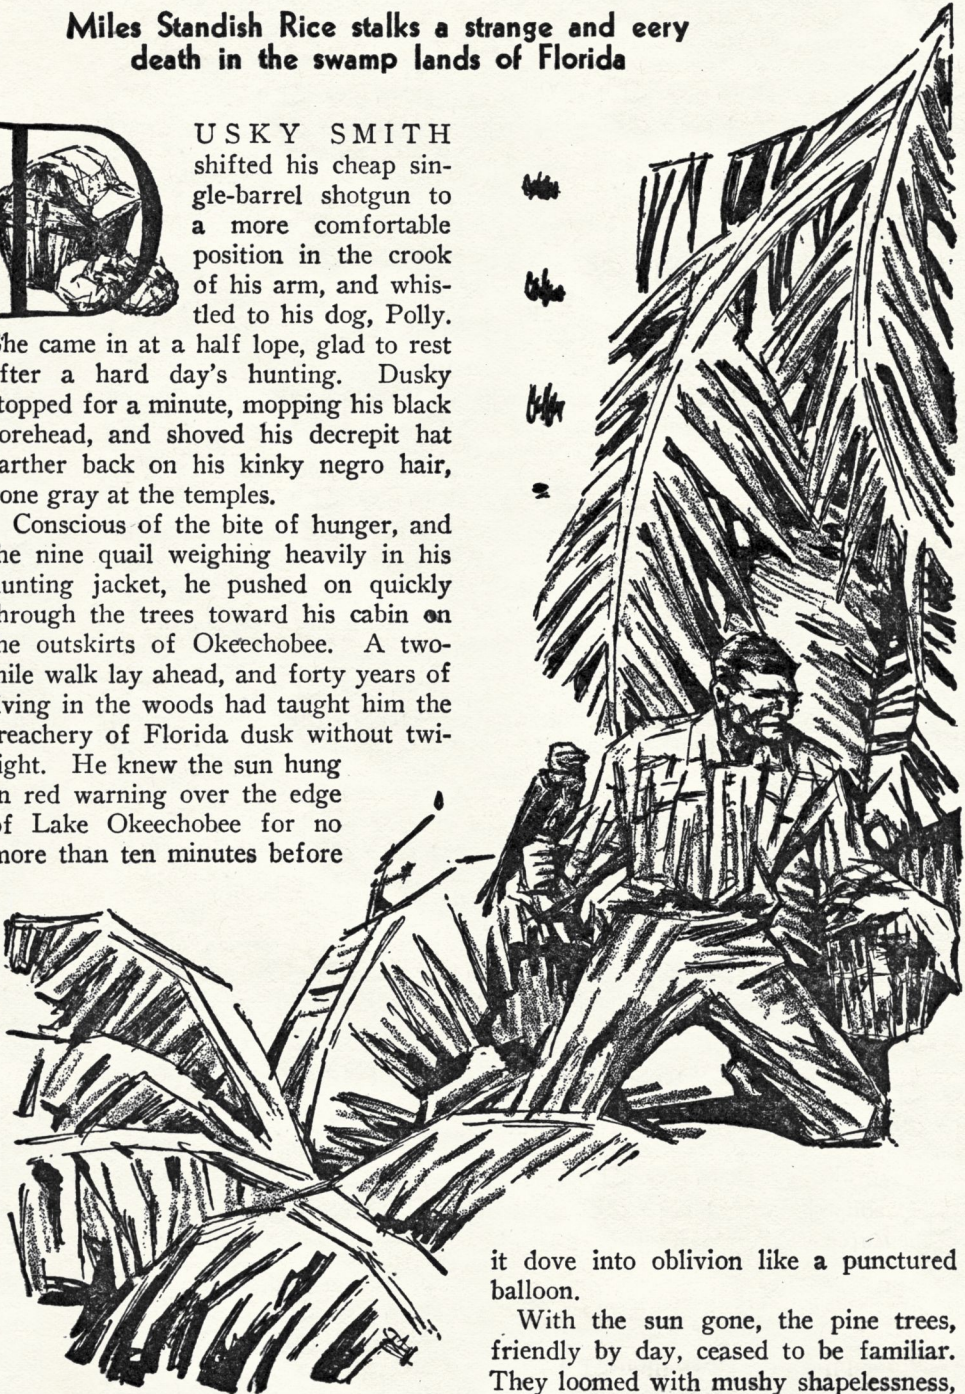 Miles Standish Rice stalks a strange and eery
death in the swamp lands of Florida
DUSKY SMITH
shifted his cheap sin-
gle-barrel shotgun to
a more comfortable
position in the crook
of his arm, and whis-
tled to his dog, Polly.
he came in at a half lope, glad to rest
fter a hard day's hunting. Dusky
topped for a minute, mopping his black
orehead, and shoved his decrepit hat
arther back on his kinky negro hair,
one gray at the temples.
Conscious of the bite of hunger, and
he nine quail weighing heavily in his
unting jacket, he pushed on quickly
hrough the trees toward his cabin on
he outskirts of Okeechobee. A two-
mile walk lay ahead, and forty years of
iving in the woods had taught him the
reachery of Florida dusk without twi-
ight. He knew the sun hung
n red warning over the edge
of Lake Okeechobee for no
more than ten minutes before
it dove into oblivion like a punctured
balloon.
With the sun gone, the pine trees,
friendly by day, ceased to be familiar.
They loomed with mushy shapelessness,